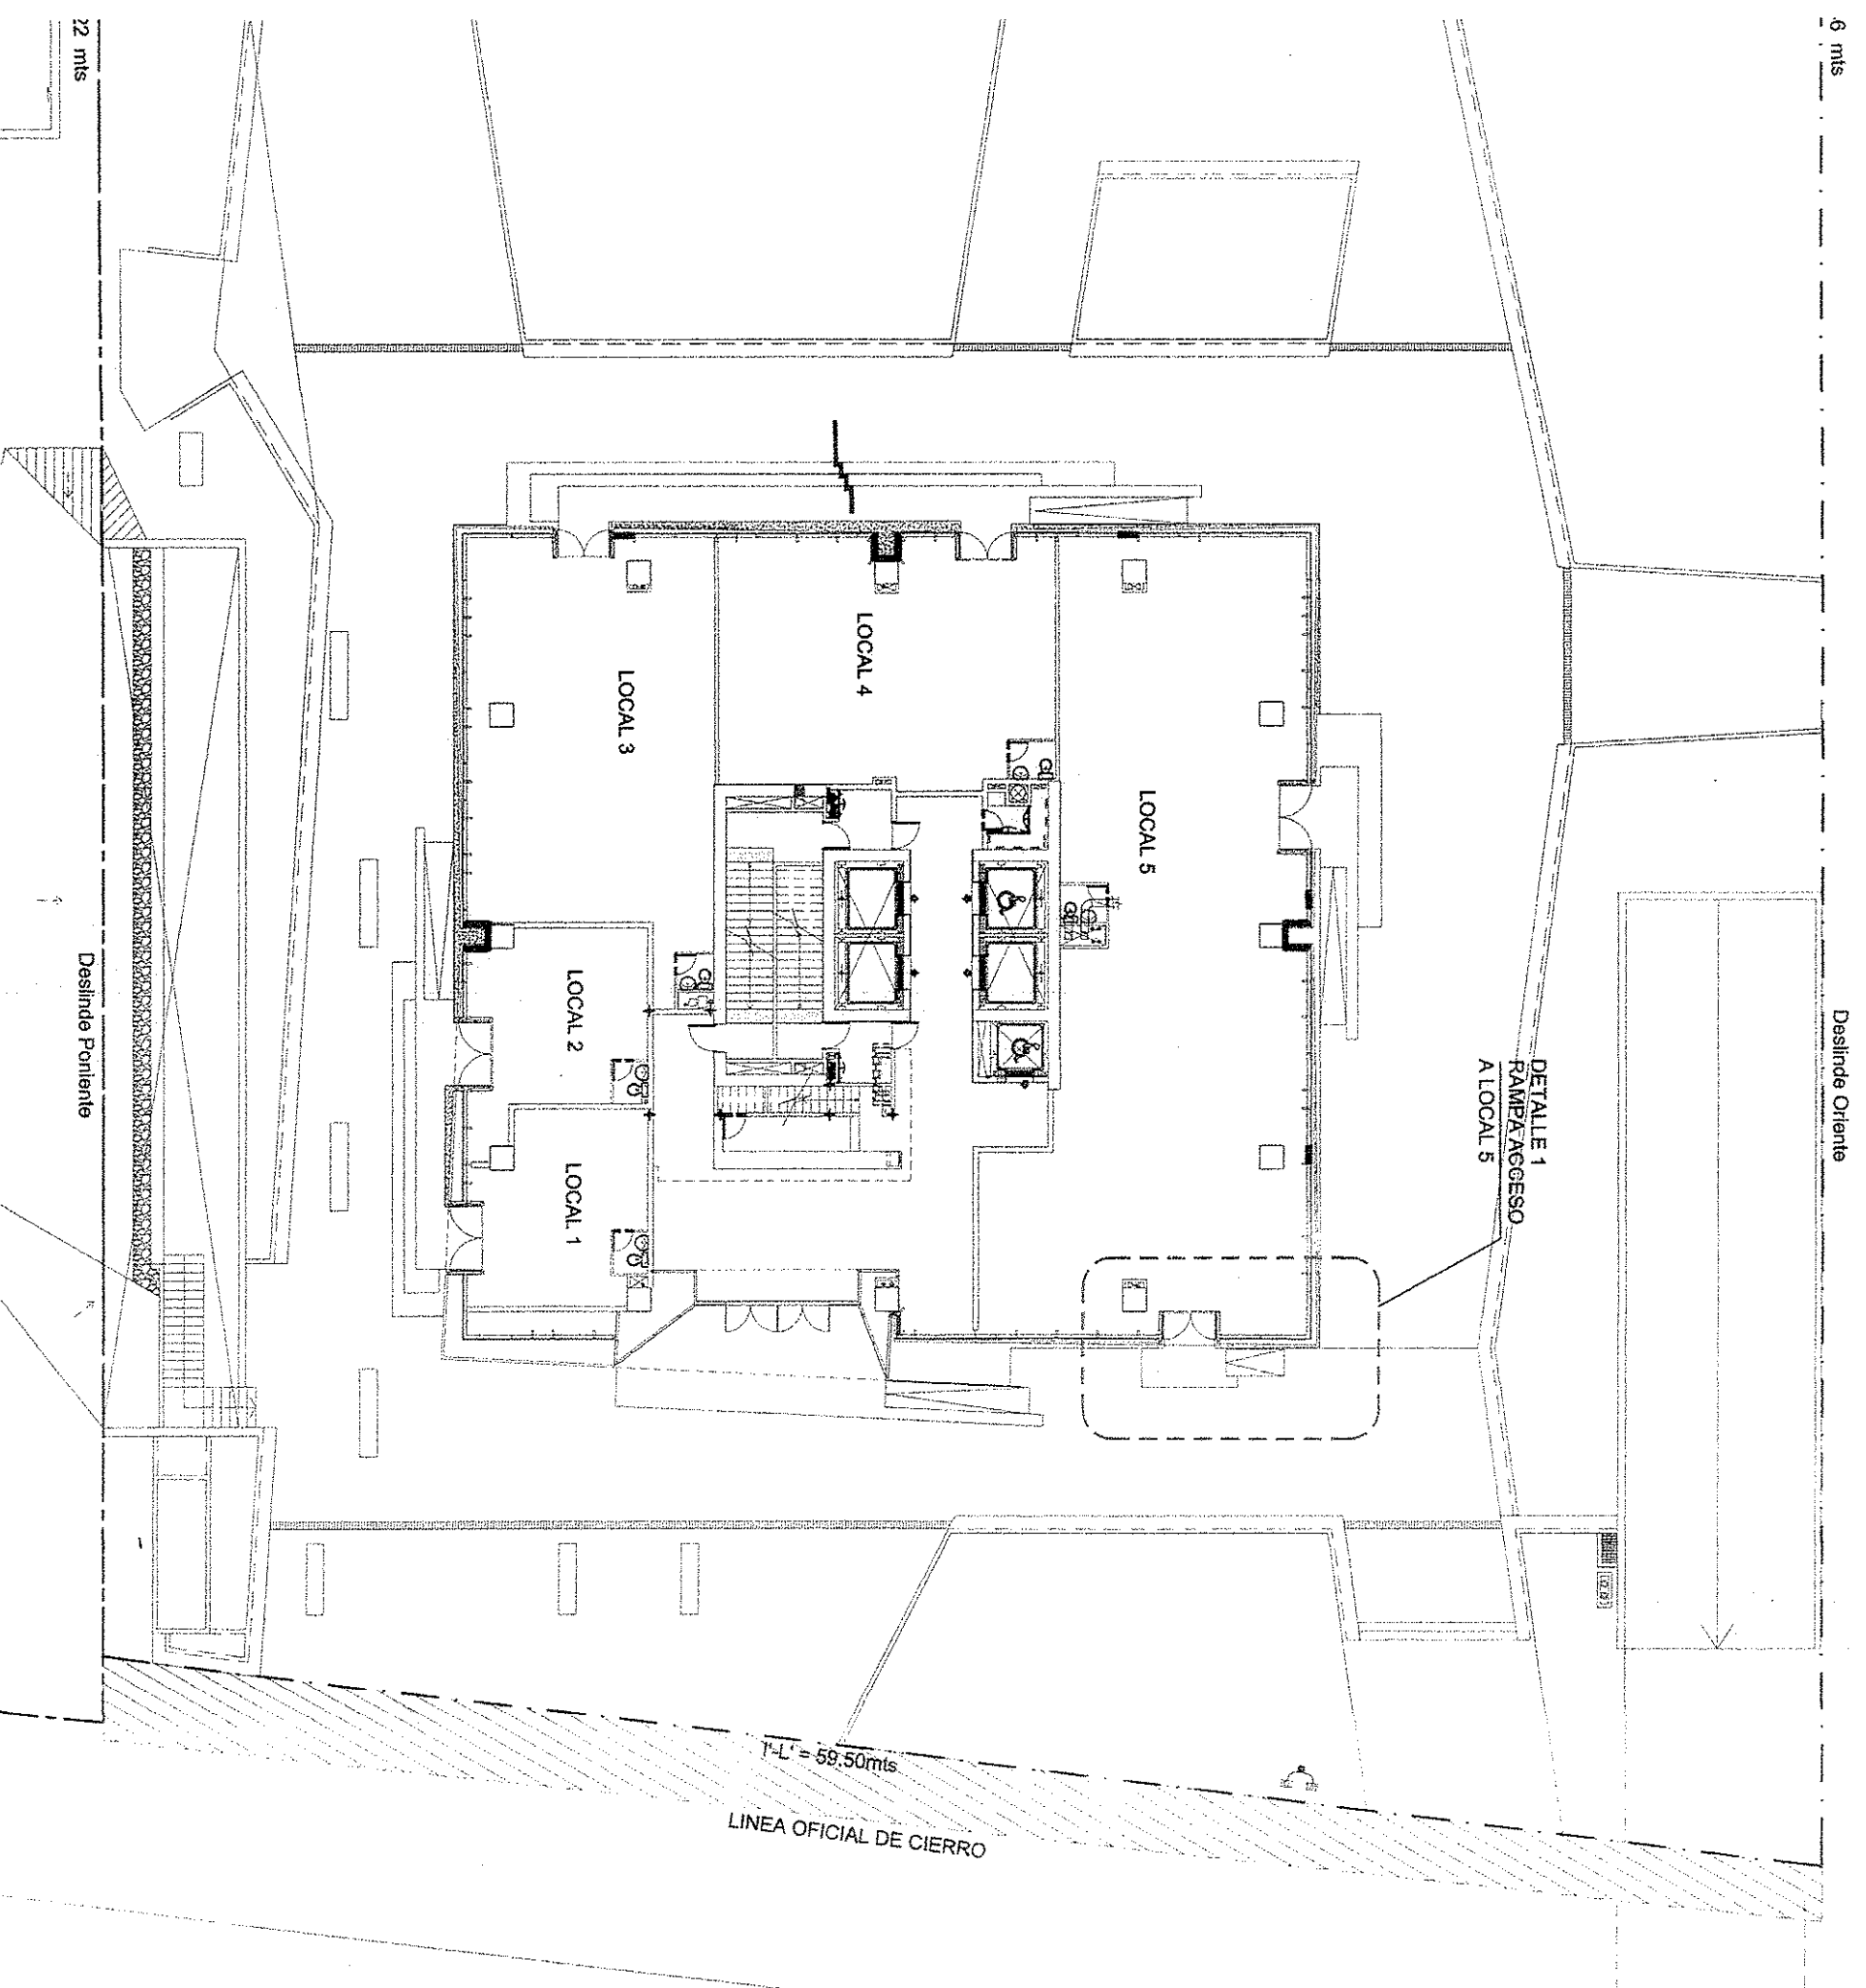 6 mts
22 mts
LOCAL 4
LOCAL 3
LOCAL 5
LOCAL 2
LOCAL 1
Deslinde Poniente
Deslinde Oriente
DETALLE 1
RAMPA ACCESO
A LOCAL 5
= 59.50mts
LINEA OFICIAL DE CIERRO